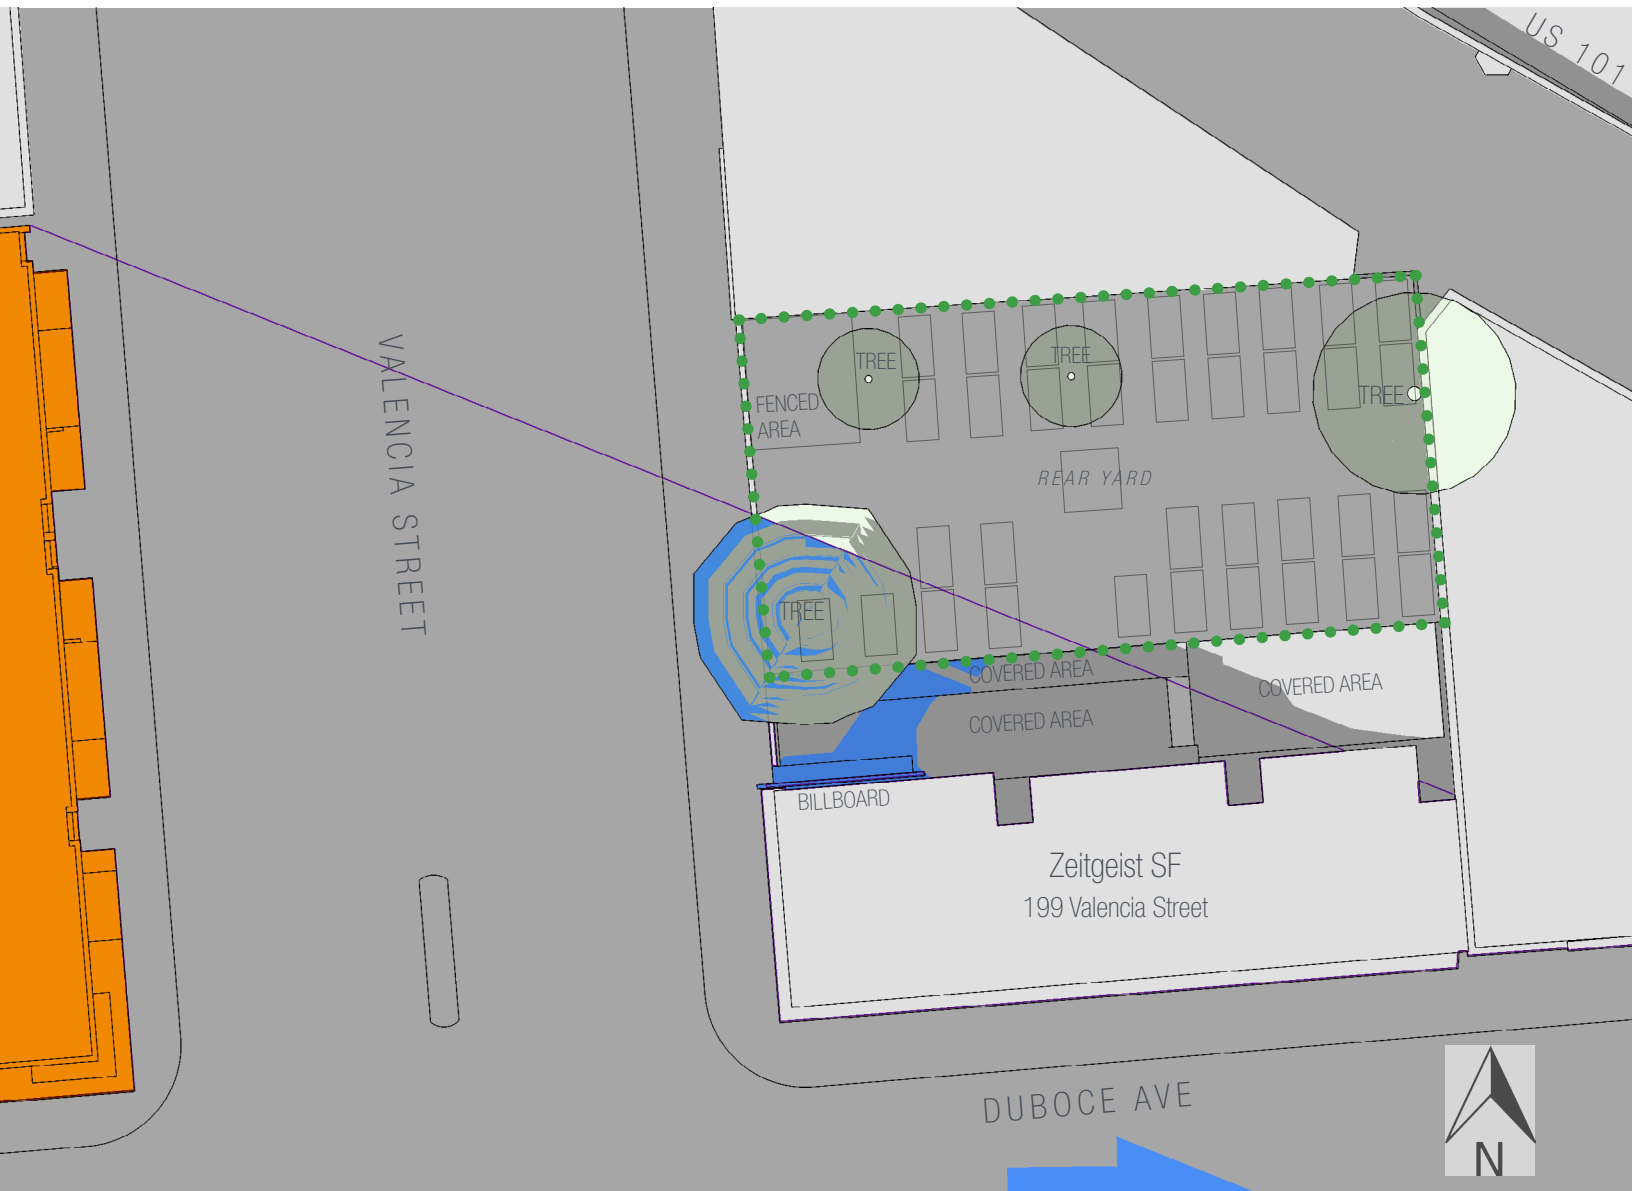 US 101
VALENCIA STREET
TREE
TREE
TREE
FENCED
AREA
REAR YARD
TREE
COVERED AREA
COVERED AREA
COVERED AREA
BILLBOARD
Zeitgeist SF
199 Valencia Street
DUBOCE AVE
N